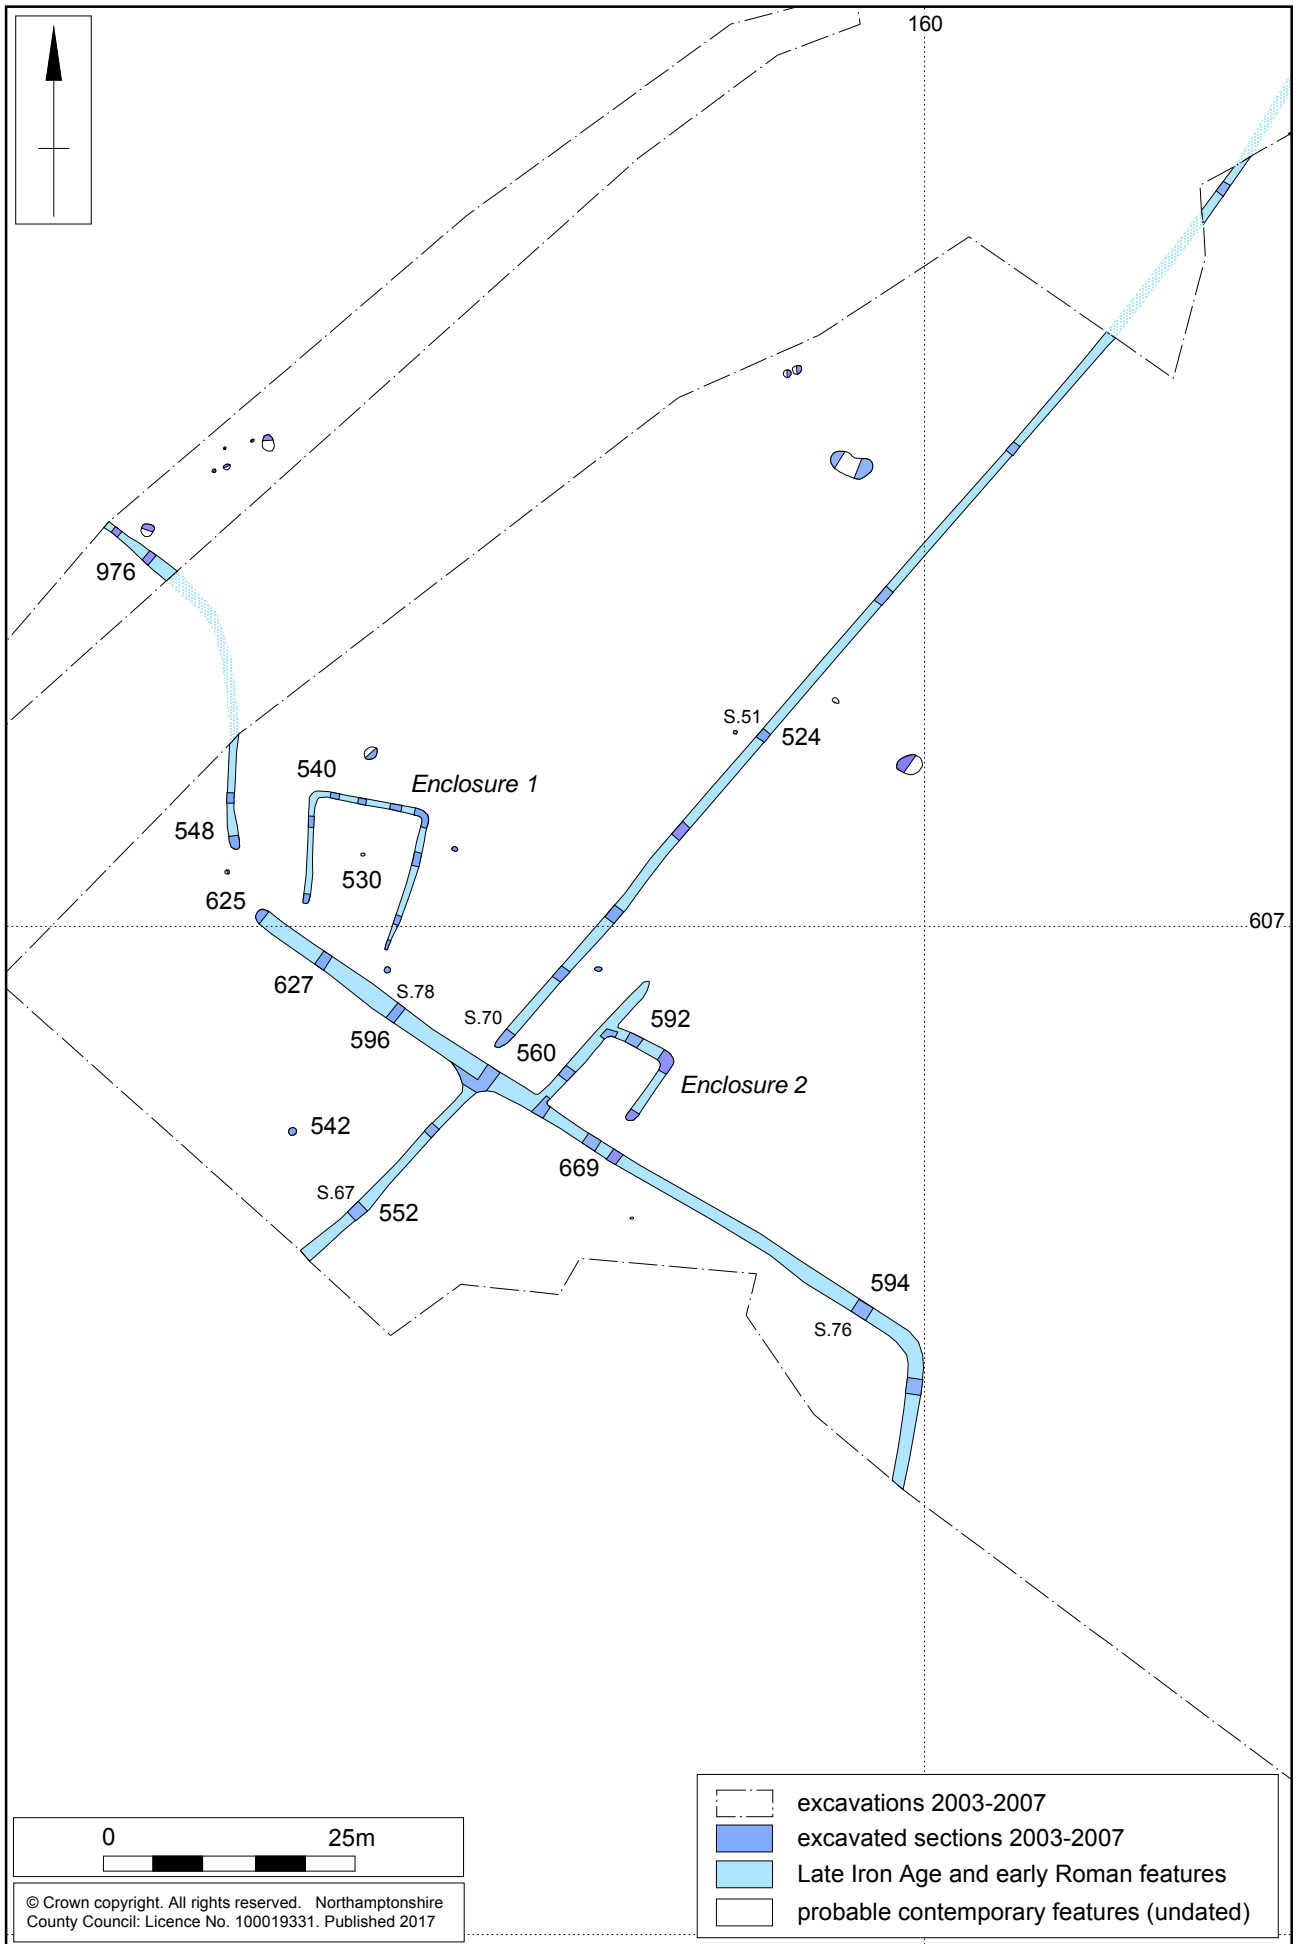 160
976
S.51
524
540
Enclosure 1
548
530
625
607
627
S.78
S.70
592
596
560
Enclosure 2
542
669
S.67
552
594
S.76
0 25m
© Crown copyright. All rights reserved. Northamptonshire
County Council: Licence No. 100019331. Published 2017
excavations 2003-2007
excavated sections 2003-2007
Late Iron Age and early Roman features
probable contemporary features (undated)